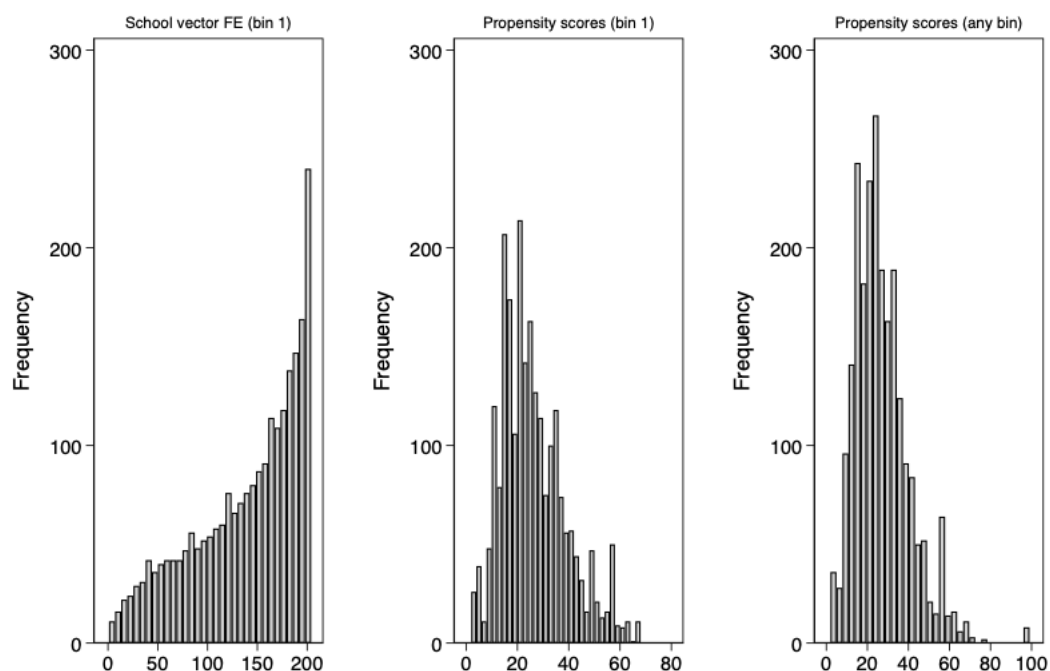 School vector FE (bin 1)
300
200
100
0
Frequency
0 50 100 150 200
Propensity scores (bin 1)
300
200
100
0
Frequency
0 20 40 60 80
Propensity scores (any bin)
300
200
100
0
Frequency
0 20 40 60 80 100